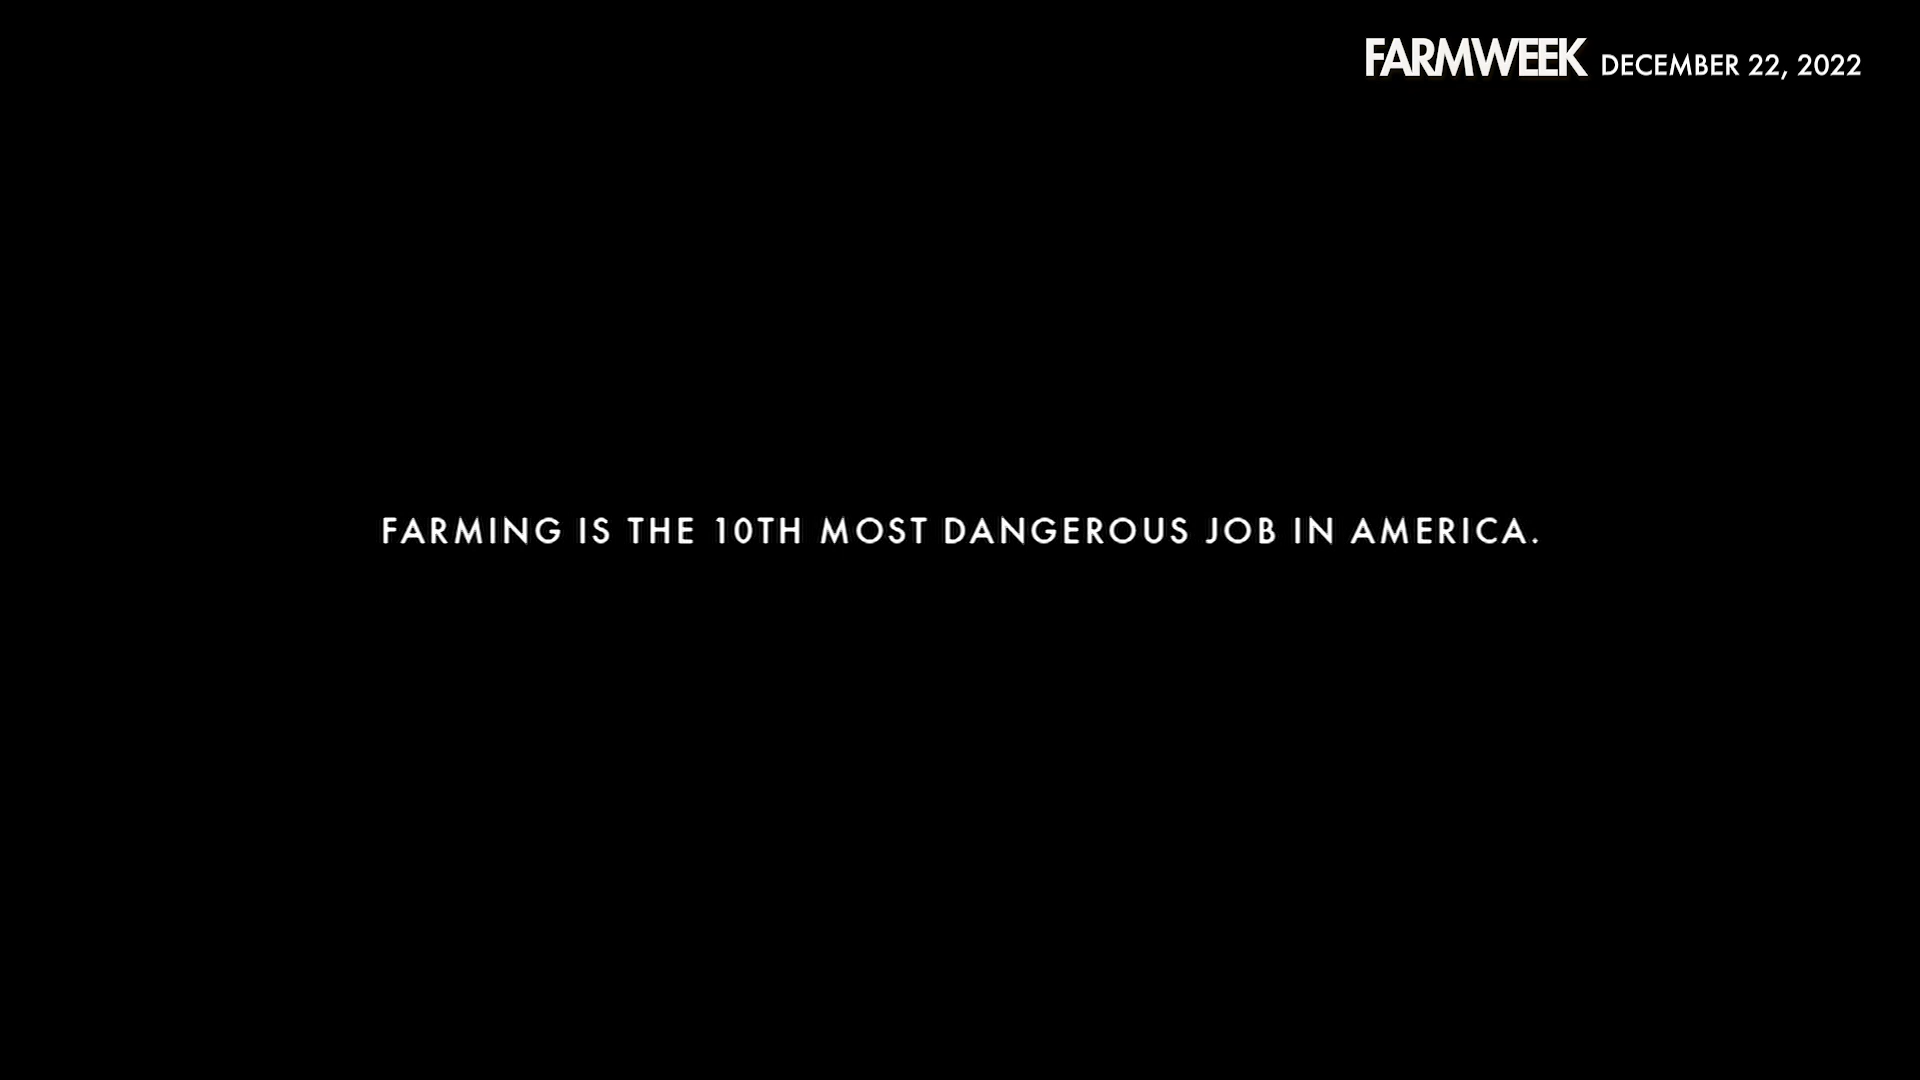 FARMWEEK DECEMBER 22, 2022
FARMING IS THE 10TH MOST DANGEROUS JOB IN AMERICA.